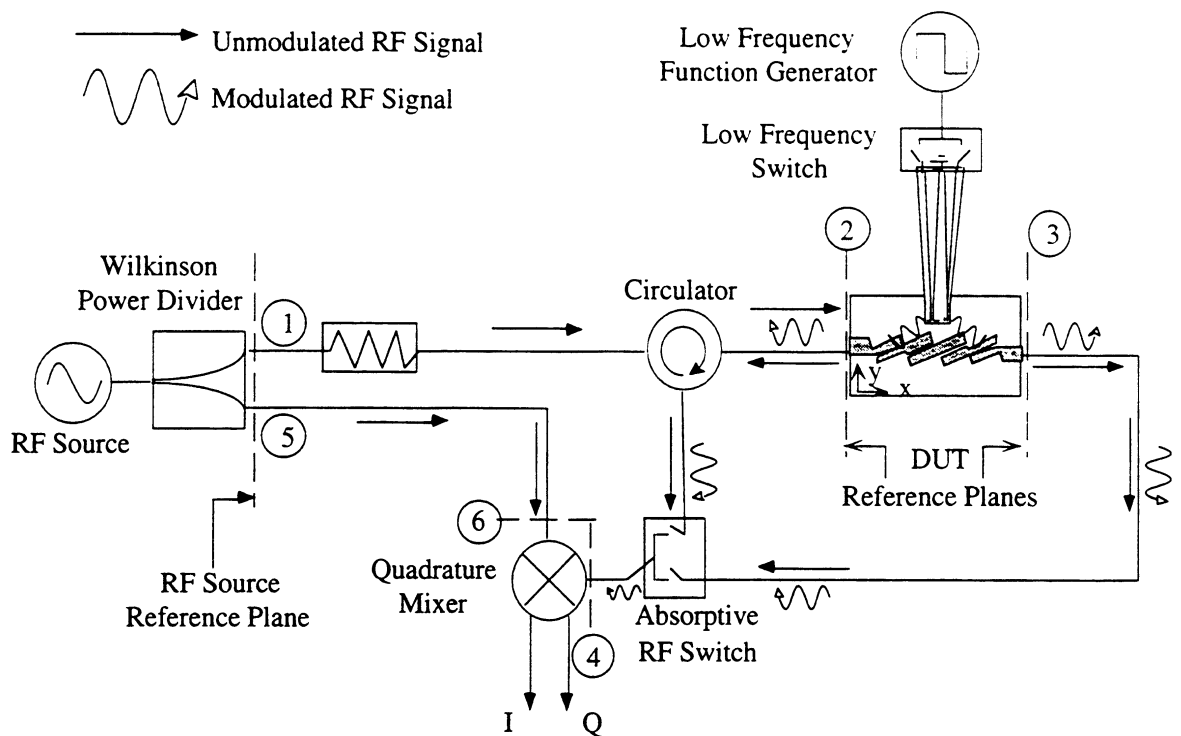 Unmodulated RF Signal
Modulated RF Signal
Low Frequency
Function Generator
Low Frequency
Switch
2
3
Wilkinson
Power Divider
1
Circulator
y
x
RF Source
5
DUT
Reference Planes
6
Quadrature
Mixer
RF Source
Reference Plane
Absorptive
RF Switch
4
I
Q